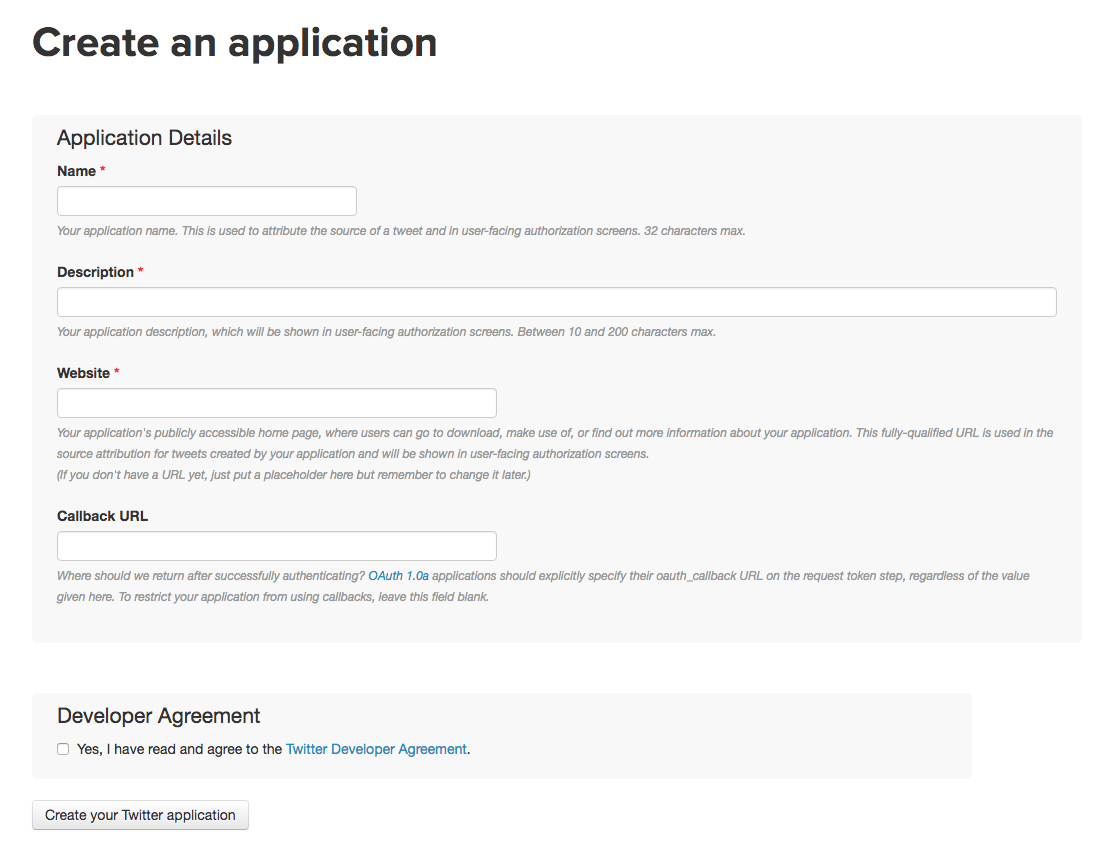 Create an application
Application Details
Name *
Your application name. This is used to attribute the source of a tweet and in user-facing authorization screens. 32 characters max.
Description *
Your application description, which will be shown in user-facing authorization screens. Between 10 and 200 characters max.
Website *
Your application's publicly accessible home page, where users can go to download, make use of, or find out more information about your application. This fully-qualified URL is used in the
source attribution for tweets created by your application and will be shown in user-facing authorization screens.
(If you don't have a URL yet, just put a placeholder here but remember to change it later.)
Callback URL
Where should we return after successfully authenticating? OAuth 1.0a applications should explicitly specify their oauth_callback URL on the request token step, regardless of the value
given here. To restrict your application from using callbacks, leave this field blank.
Developer Agreement
Yes, I have read and agree to the Twitter Developer Agreement.
Create your Twitter application